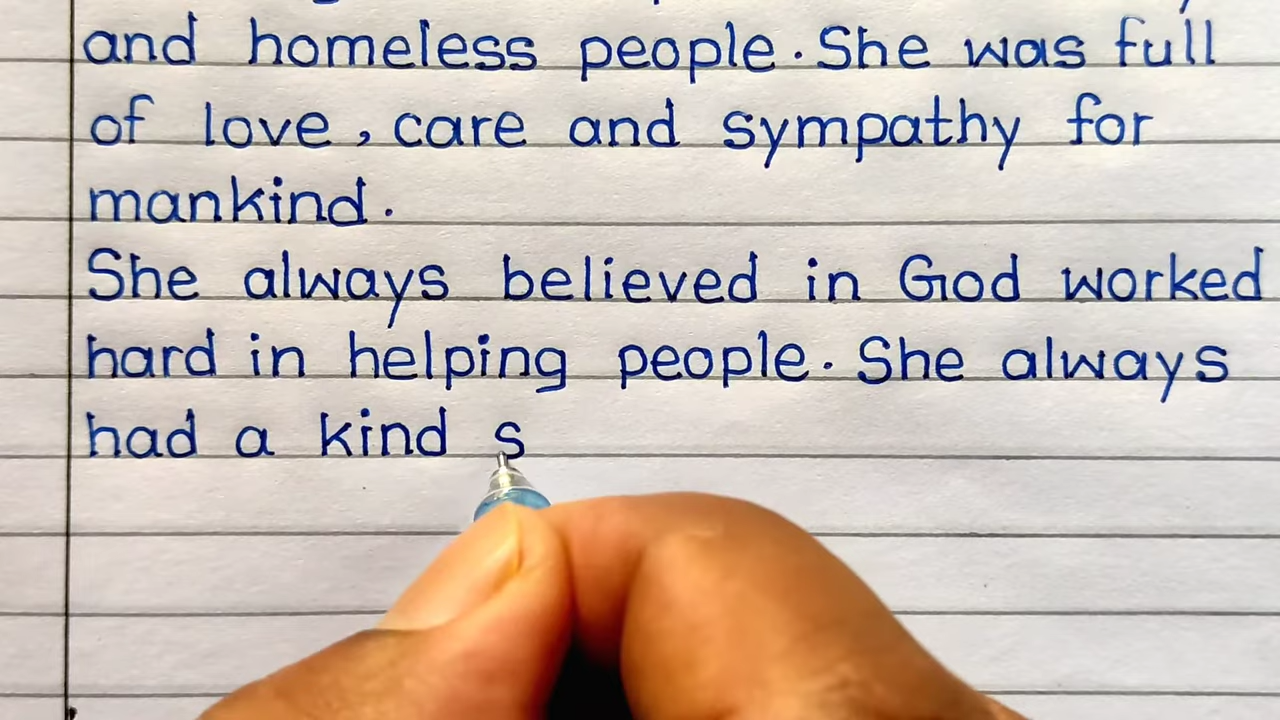 and homeless people. She was full
of love, care and sympathy for
mankind.
She always believed in God worked
hard in helping people. She always
had a kind s